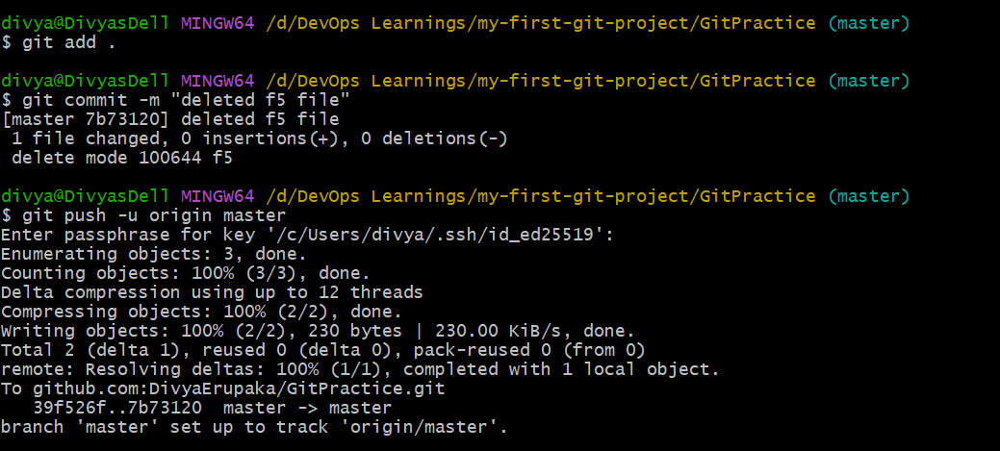 divya@DivyasDell MINGW64 /d/DevOps Learnings/my-first-git-project/GitPractice (master)
$ git add .
divya@DivyasDell MINGW64 /d/DevOps Learnings/my-first-git-project/GitPractice (master)
$ git commit -m "deleted f5 file"
[master 7b73120] deleted f5 file
 1 file changed, 0 insertions(+), 0 deletions(-)
 delete mode 100644 f5
divya@DivyasDell MINGW64 /d/DevOps Learnings/my-first-git-project/GitPractice (master)
$ git push -u origin master
Enter passphrase for key '/c/Users/divya/.ssh/id_ed25519':
Enumerating objects: 3, done.
Counting objects: 100% (3/3), done.
Delta compression using up to 12 threads
Compressing objects: 100% (2/2), done.
Writing objects: 100% (2/2), 230 bytes | 230.00 KiB/s, done.
Total 2 (delta 1), reused 0 (delta 0), pack-reused 0 (from 0)
remote: Resolving deltas: 100% (1/1), completed with 1 local object.
To github.com:DivyaErupaka/GitPractice.git
   39f526f..7b73120  master -> master
branch 'master' set up to track 'origin/master'.